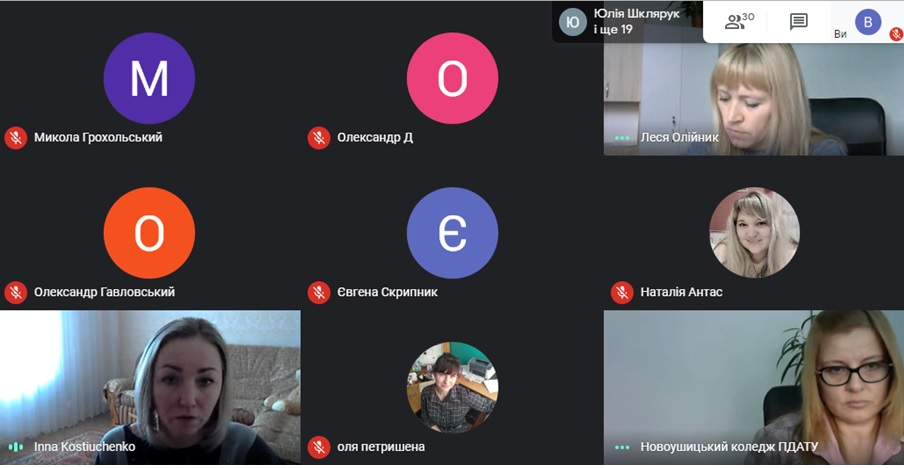 Ю
Юлія Шклярук
і ще 19
30
Ви
В
М
Микола Грохольський
О
Олександр Д
Леся Олійник
О
Олександр Гавловський
Є
Євгена Скрипник
Наталія Антас
Inna Kostiuchenko
оля петришена
Новоушицький коледж ПДАТУ